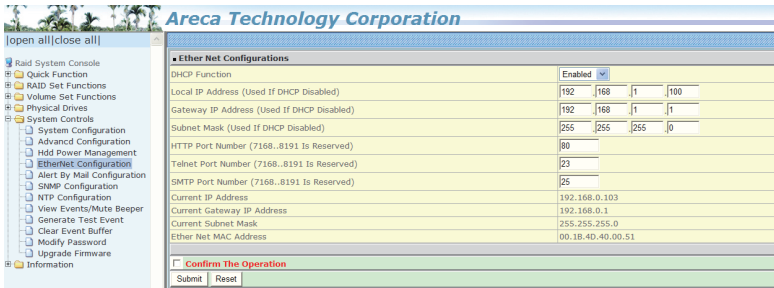 Areca Technology Corporation
|open all|close all|
Raid System Console
Quick Function
RAID Set Functions
Volume Set Functions
Physical Drives
System Controls
System Configuration
Advancd Configuration
Hdd Power Management
EtherNet Configuration
Alert By Mail Configuration
SNMP Configuration
NTP Configuration
View Events/Mute Beeper
Generate Test Event
Clear Event Buffer
Modify Password
Upgrade Firmware
Information
Ether Net Configurations
DHCP Function Enabled
Local IP Address (Used If DHCP Disabled) 192 .168 .1 .100
Gateway IP Address (Used If DHCP Disabled) 192 .168 .1 .1
Subnet Mask (Used If DHCP Disabled) 255 .255 .255 .0
HTTP Port Number (7168..8191 Is Reserved) 80
Telnet Port Number (7168..8191 Is Reserved) 23
SMTP Port Number (7168..8191 Is Reserved) 25
Current IP Address 192.168.0.103
Current Gateway IP Address 192.168.0.1
Current Subnet Mask 255.255.255.0
Ether Net MAC Address 00.1B.4D.40.00.51
Confirm The Operation
Submit Reset